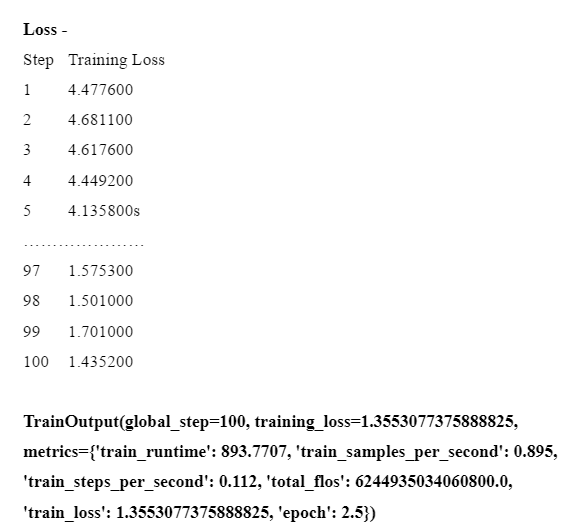 Loss -
Step Training Loss
1 4.477600
2 4.681100
3 4.617600
4 4.449200
5 4.135800s
.....................
97 1.575300
98 1.501000
99 1.701000
100 1.435200
TrainOutput(global_step=100, training_loss=1.3553077375888825,
metrics={'train_runtime': 893.7707, 'train_samples_per_second': 0.895,
'train_steps_per_second': 0.112, 'total_flos': 6244935034060800.0,
'train_loss': 1.3553077375888825, 'epoch': 2.5})